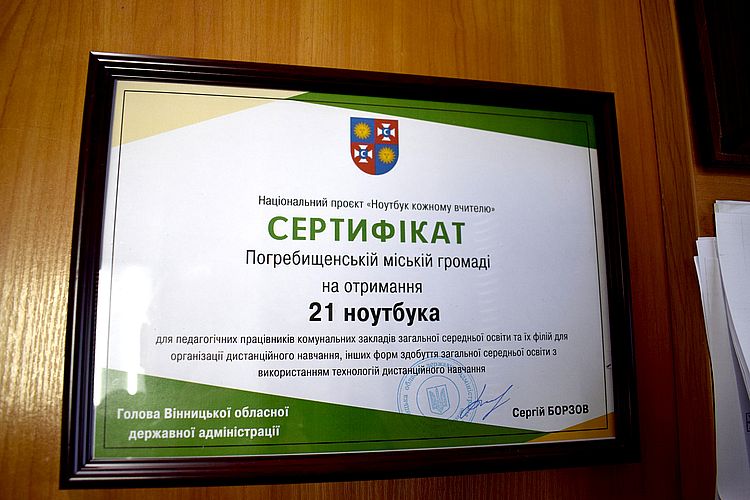 Національний проєкт «Ноутбук кожному вчителю»
СЕРТИФІКАТ
Погребищенській міській громаді
на отримання
21 ноутбука
для педагогічних працівників комунальних закладів загальної середньої освіти та їх філій для
організації дистанційного навчання, інших форм здобуття загальної середньої освіти з
використанням технологій дистанційного навчання
Голова Вінницької обласної
державної адміністрації
Сергій БОРЗОВ